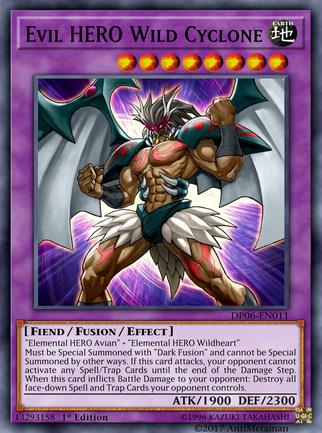 EVIL HERO WILD CYCLONE
EARTH
地
DP06-EN011
[FIEND / FUSION / EFFECT]
"Elemental HERO Avian" + "Elemental HERO Wildheart"
Must be Special Summoned with "Dark Fusion" and cannot be
Special Summoned by other ways. If this card attacks, your opponent cannot
activate any Spell/Trap Cards until the end of the Damage Step.
When this card inflicts Battle Damage to your opponent: Destroy all
face-down Spell and Trap Cards your opponent controls.
ATK/1900 DEF/2300
13293158 1st Edition ©1996 KAZUKI TAKAHASHI
©2017 AntiMetaman